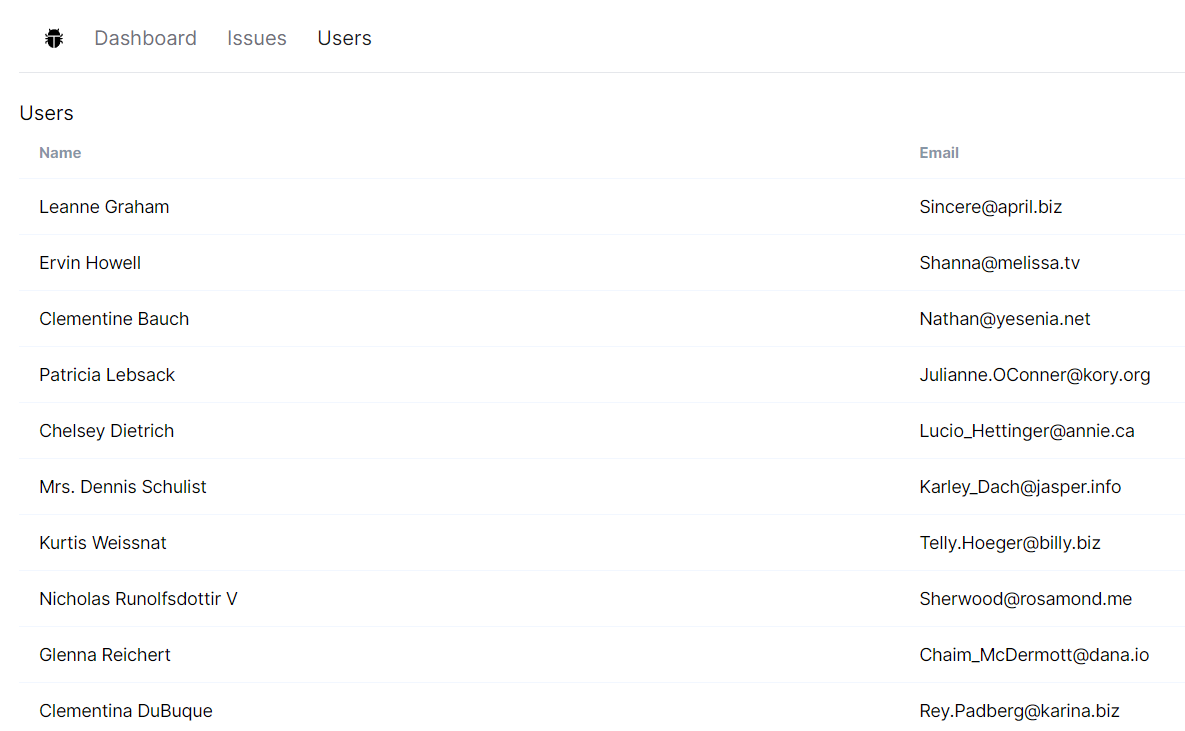 Dashboard Issues Users
Users
Name Email
Leanne Graham Sincere@april.biz
Ervin Howell Shanna@melissa.tv
Clementine Bauch Nathan@yesenia.net
Patricia Lebsack Julianne.OConner@kory.org
Chelsey Dietrich Lucio_Hettinger@annie.ca
Mrs. Dennis Schulist Karley_Dach@jasper.info
Kurtis Weissnat Telly.Hoeger@billy.biz
Nicholas Runolfsdottir V Sherwood@rosamond.me
Glenna Reichert Chaim_McDermott@dana.io
Clementina DuBuque Rey.Padberg@karina.biz